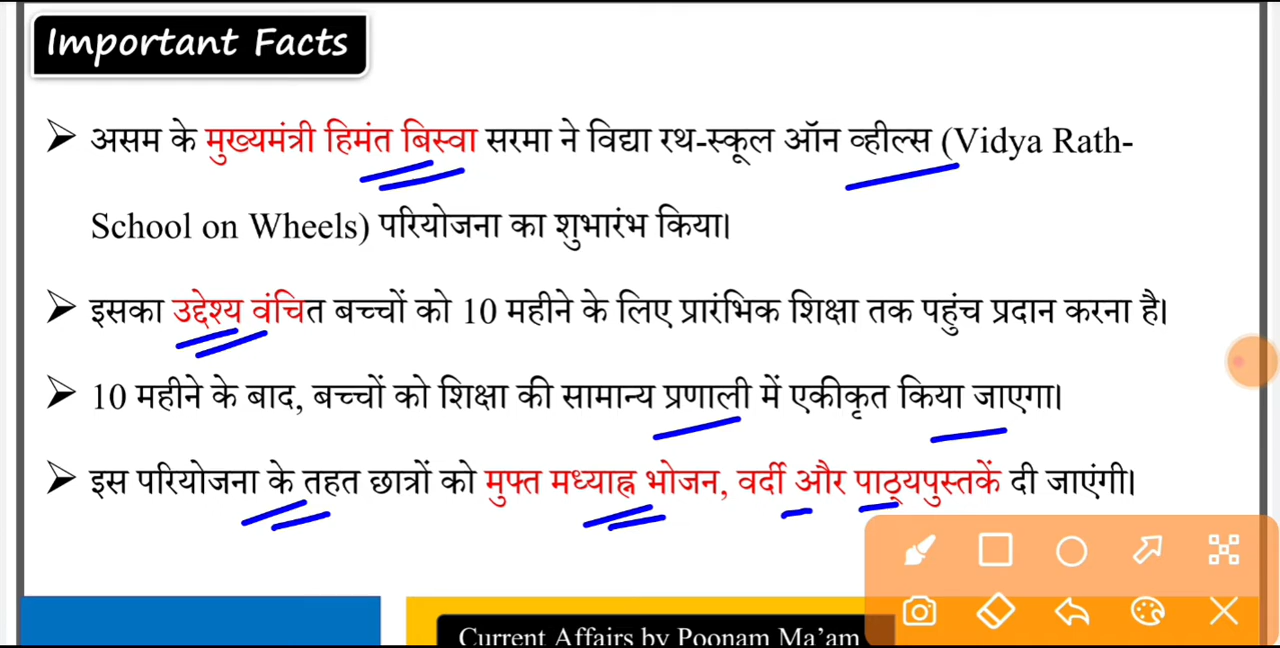 Important Facts
➢ असम के मुख्यमंत्री हिमंत बिस्वा सरमा ने विद्या रथ-स्कूल ऑन व्हील्स (Vidya Rath-
School on Wheels) परियोजना का शुभारंभ किया।
➢ इसका उद्देश्य वंचित बच्चों को 10 महीने के लिए प्रारंभिक शिक्षा तक पहुंच प्रदान करना है।
➢ 10 महीने के बाद, बच्चों को शिक्षा की सामान्य प्रणाली में एकीकृत किया जाएगा।
➢ इस परियोजना के तहत छात्रों को मुफ्त मध्याह्न भोजन, वर्दी और पाठ्यपुस्तकें दी जाएंगी।
Current Affairs by Poonam Ma'am